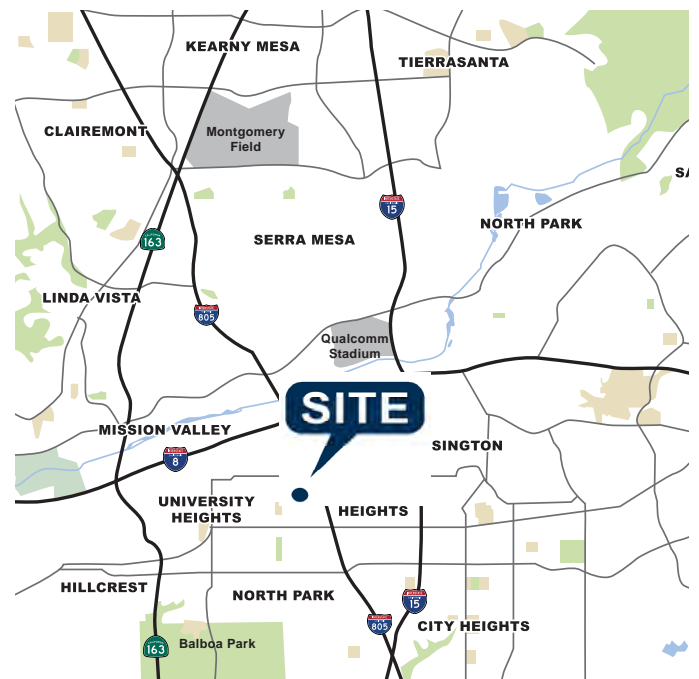 KEARNY MESA
TIERRASANTA
CLAIREMONT
Montgomery
Field
SA
15
NORTH PARK
163
SERRA MESA
LINDA VISTA
805
Qualcomm
Stadium
SITE
MISSION VALLEY
8
SINGTON
UNIVERSITY
HEIGHTS
HEIGHTS
HILLCREST
NORTH PARK
15
805
CITY HEIGHTS
163
Balboa Park